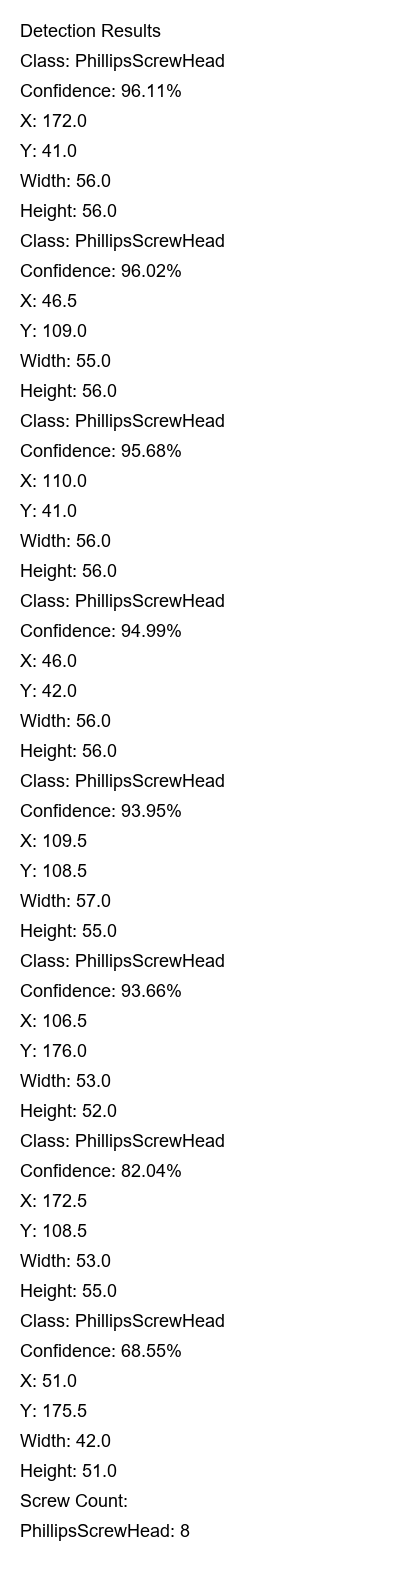 Detection Results
Class: PhillipsScrewHead
Confidence: 96.11%
X: 172.0
Y: 41.0
Width: 56.0
Height: 56.0
Class: PhillipsScrewHead
Confidence: 96.02%
X: 46.5
Y: 109.0
Width: 55.0
Height: 56.0
Class: PhillipsScrewHead
Confidence: 95.68%
X: 110.0
Y: 41.0
Width: 56.0
Height: 56.0
Class: PhillipsScrewHead
Confidence: 94.99%
X: 46.0
Y: 42.0
Width: 56.0
Height: 56.0
Class: PhillipsScrewHead
Confidence: 93.95%
X: 109.5
Y: 108.5
Width: 57.0
Height: 55.0
Class: PhillipsScrewHead
Confidence: 93.66%
X: 106.5
Y: 176.0
Width: 53.0
Height: 52.0
Class: PhillipsScrewHead
Confidence: 82.04%
X: 172.5
Y: 108.5
Width: 53.0
Height: 55.0
Class: PhillipsScrewHead
Confidence: 68.55%
X: 51.0
Y: 175.5
Width: 42.0
Height: 51.0
Screw Count:
PhillipsScrewHead: 8